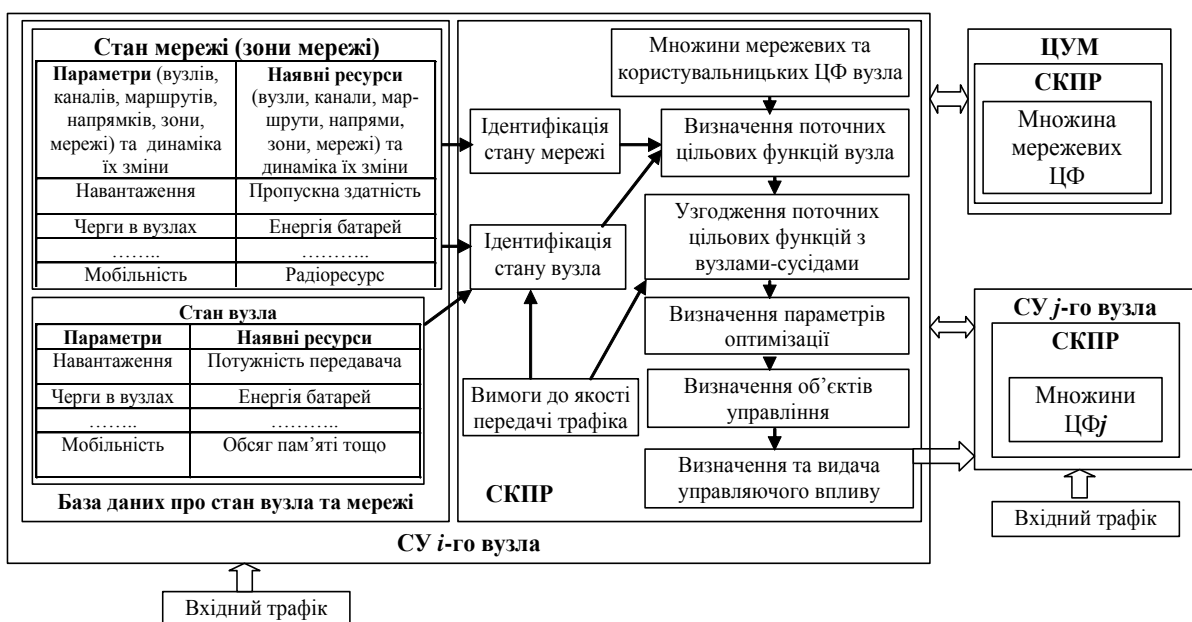 Стан мережі (зони мережі)
Параметри (вузлів,
каналів, маршрутів,
напрямків, зони,
мережі) та динаміка
їх зміни
Наявні ресурси
(вузли, канали, мар-
шрути, напрями,
зони, мережі) та
динаміка їх зміни
Навантаження
Пропускна здатність
Черги в вузлах
Енергія батарей
……..
………..
Мобільність
Радіоресурс
Стан вузла
Параметри
Наявні ресурси
Навантаження
Потужність передавача
Черги в вузлах
Енергія батарей
……..
………..
Мобільність
Обсяг пам’яті тощо
База даних про стан вузла та мережі
Ідентифікація
стану мережі
Ідентифікація
стану вузла
Вимоги до якості
передачі трафіка
СКПР
Множини мережевих та
користувальницьких ЦФ вузла
Визначення поточних
цільових функцій вузла
Узгодження поточних
цільових функцій з
вузлами-сусідами
Визначення параметрів
оптимізації
Визначення об’єктів
управління
Визначення та видача
управляючого впливу
СУ i-го вузла
Вхідний трафік
ЦУМ
СКПР
Множина
мережевих
ЦФ
СУ j-го вузла
СКПР
Множини
ЦФj
Вхідний трафік